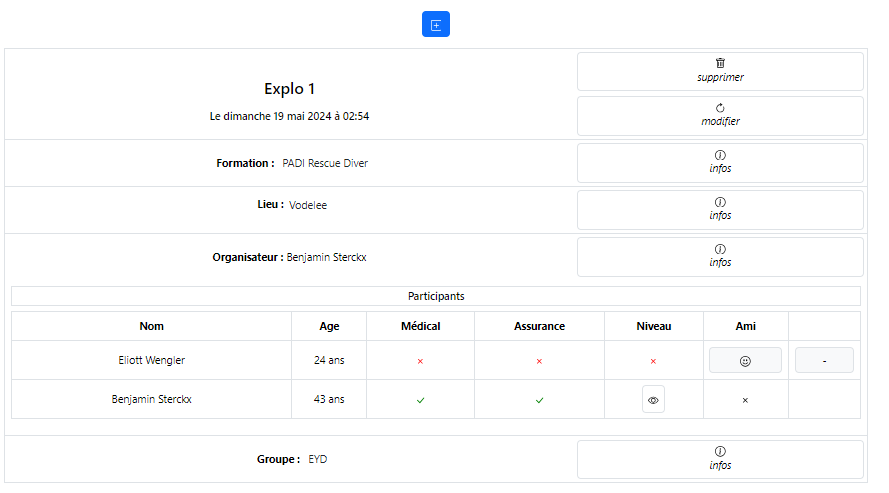 Explo 1
Le dimanche 19 mai 2024 à 02:54
supprimer
modifier
Formation : PADI Rescue Diver
infos
Lieu : Vodelee
infos
Organisateur : Benjamin Sterckx
infos
Participants
Nom Age Médical Assurance Niveau Ami
Eliott Wengler 24 ans × × × -
Benjamin Sterckx 43 ans ✓ ✓ ×
Groupe : EYD
infos